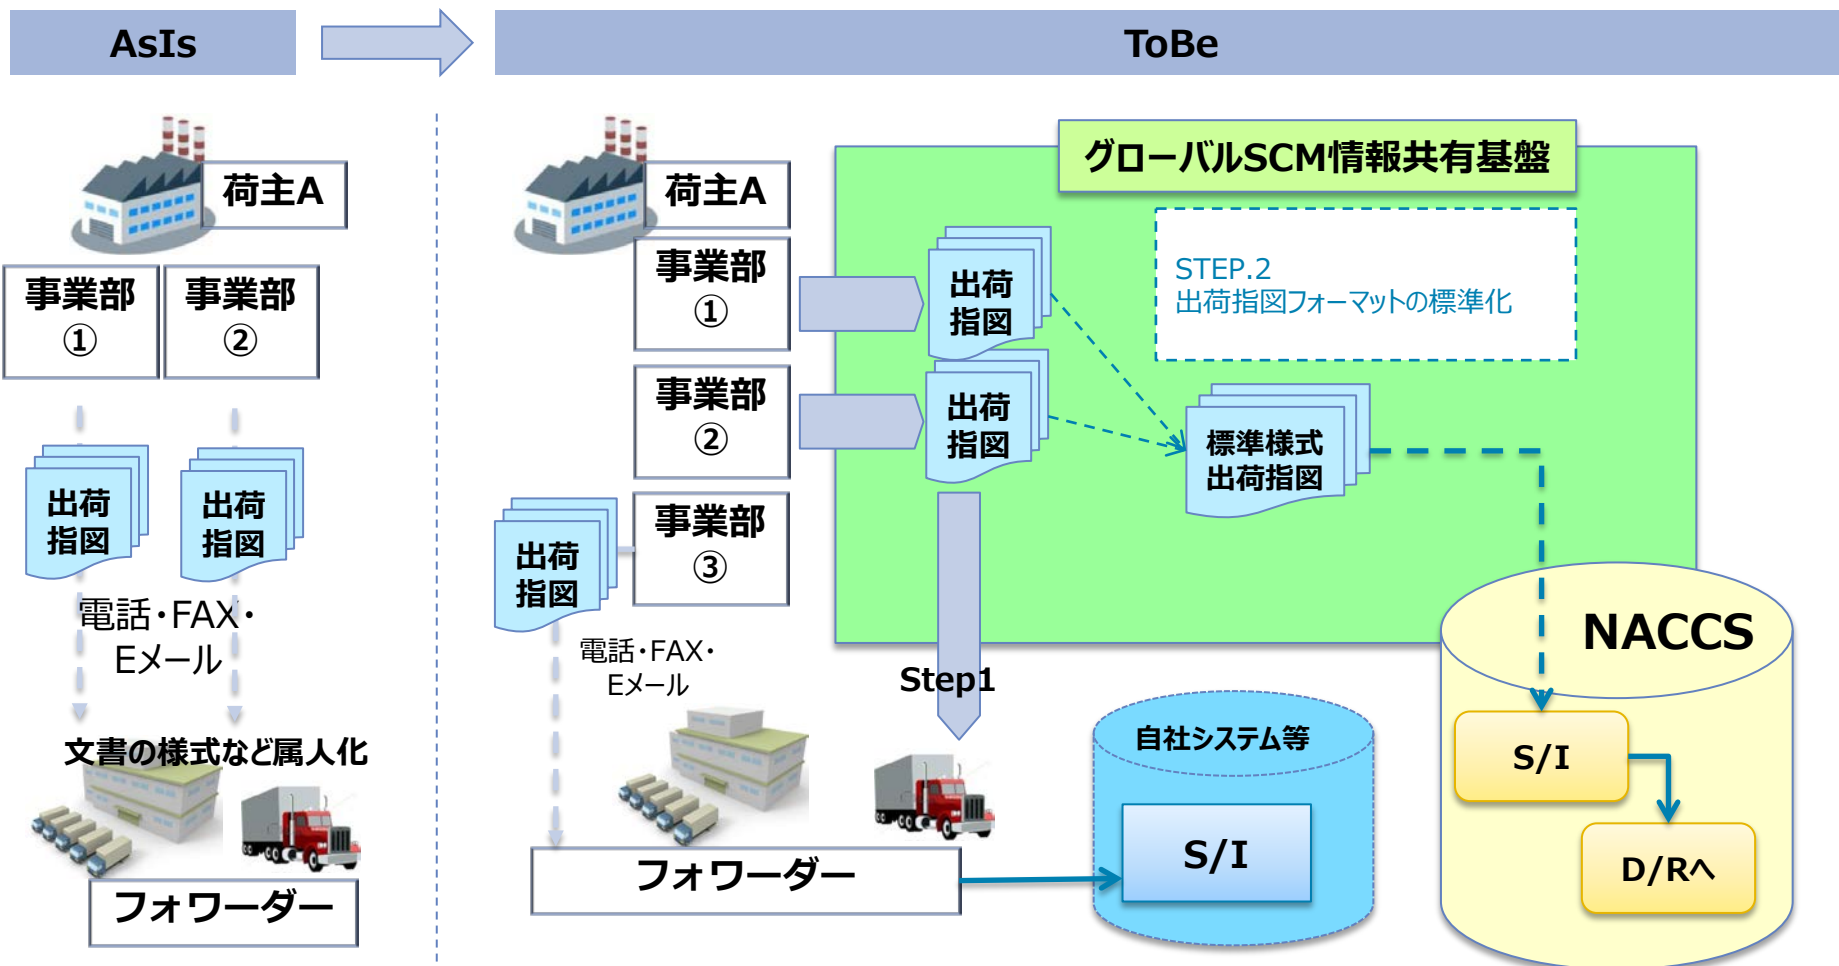 AsIs
ToBe
荷主A
事業部
①
事業部
②
出荷
指図
出荷
指図
電話・FAX・
Eメール
文書の様式など属人化
フォワーダー
荷主A
事業部
①
事業部
②
事業部
③
出荷
指図
電話・FAX・
Eメール
フォワーダー
グローバルSCM情報共有基盤
STEP.2
出荷指図フォーマットの標準化
出荷
指図
出荷
指図
標準様式
出荷指図
Step1
自社システム等
S/I
NACCS
S/I
D/Rへ